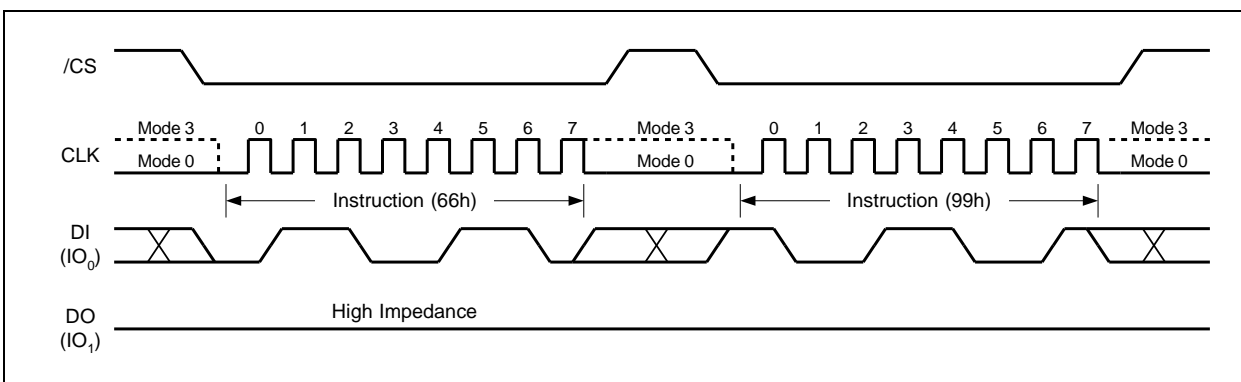 /CS
Mode 3 0 1 2 3 4 5 6 7 Mode 3 0 1 2 3 4 5 6 7 Mode 3
CLK
Mode 0 Mode 0 Mode 0
Instruction (66h) Instruction (99h)
DI
(IO0)
High Impedance
DO
(IO1)